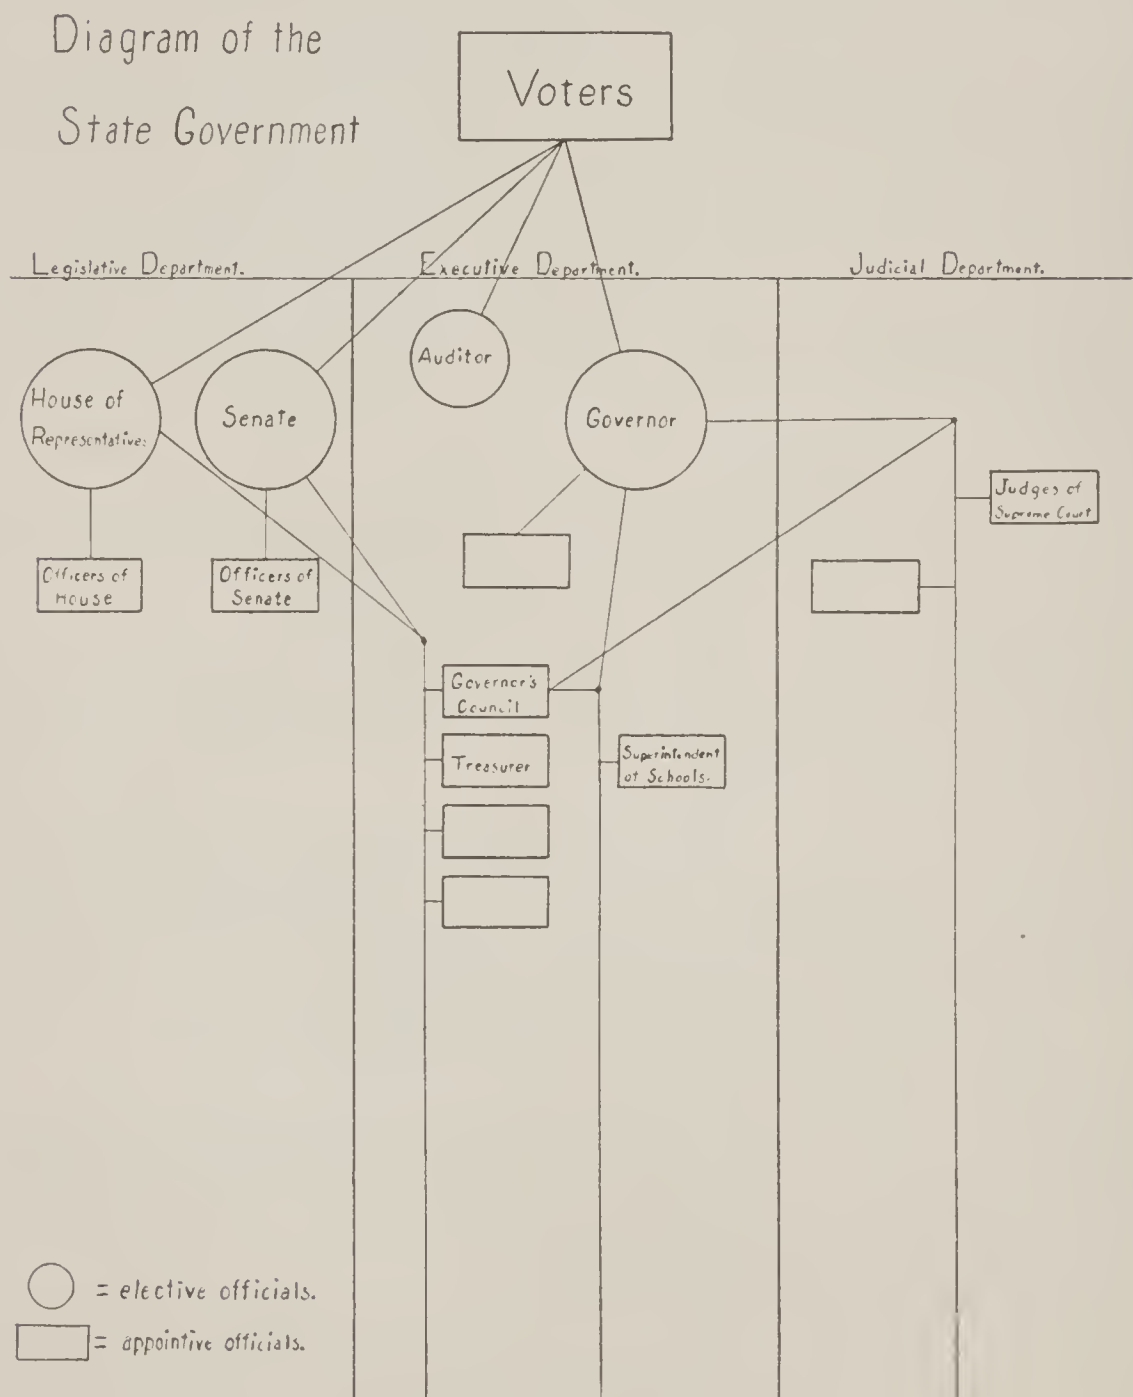 Diagram of the
State Government
Voters
Legislative Department.
Executive Department.
Judicial Department.
House of
Representatives
Senate
Auditor
Governor
Judges of
Supreme Court
Officers of
House
Officers of
Senate
Governor's
Council
Treasurer
Superintendent
of Schools.
= elective officials.
= appointive officials.